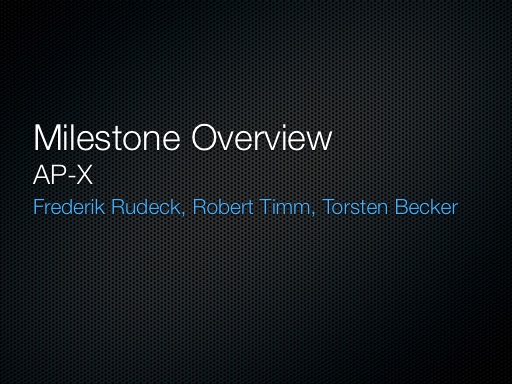 Milestone Overview
AP-X
Frederik Rudeck, Robert Timm, Torsten Becker